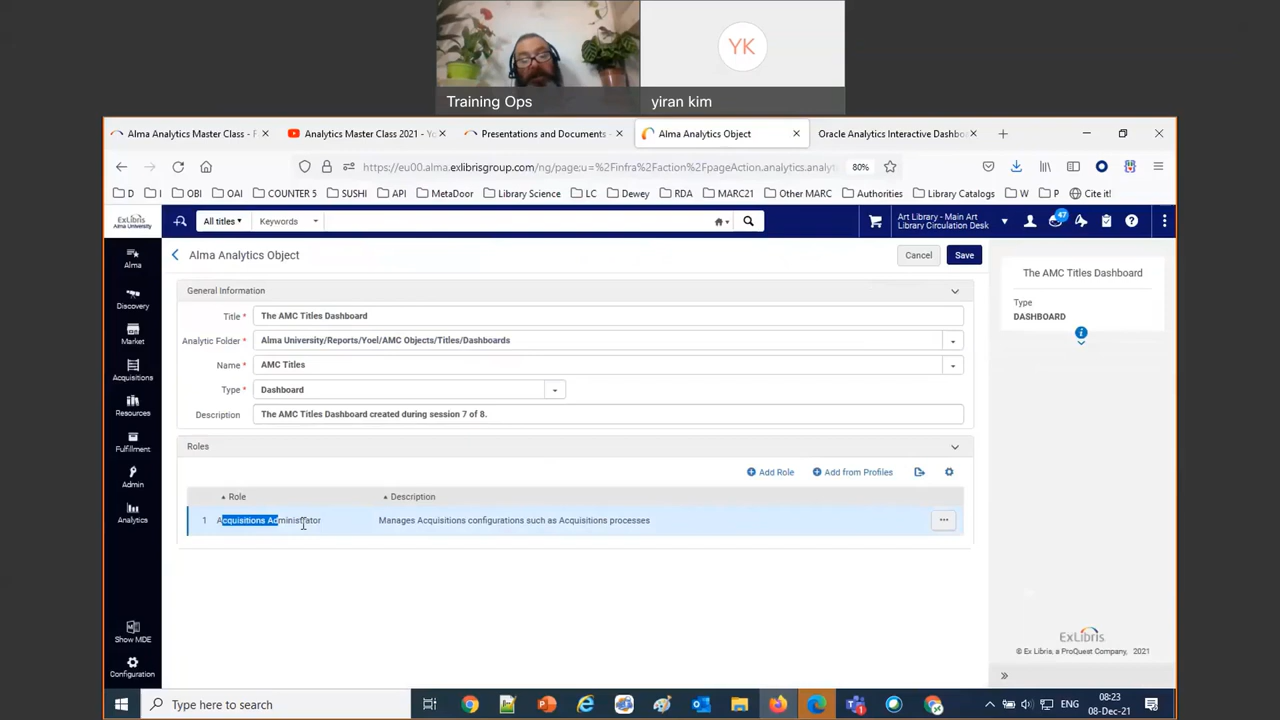 YK
Training Ops
yiran kim
Alma Analytics Master Class - F
Analytics Master Class 2021 - Yo
Presentations and Documents -
Alma Analytics Object
Oracle Analytics Interactive Dashbo
https://eu00.alma.exlibrisgroup.com/ng/page;u=%2Finfra%2Faction%2FpageAction.analytics.analyt
80%
D
I
OBI
OAI
COUNTER 5
SUSHI
API
MetaDoor
Library Science
LC
Dewey
RDA
MARC21
Other MARC
Authorities
Library Catalogs
W
P
Cite it!
ExLibris
Alma University
All titles
Keywords
Art Library - Main Art
Library Circulation Desk
47
Alma
Discovery
Market
Acquisitions
Resources
Fulfillment
Admin
Analytics
Show MDE
Configuration
Alma Analytics Object
Cancel
Save
General Information
Title * The AMC Titles Dashboard
Analytic Folder * Alma University/Reports/Yoel/AMC Objects/Titles/Dashboards
Name * AMC Titles
Type * Dashboard
Description The AMC Titles Dashboard created during session 7 of 8.
Roles
Add Role
Add from Profiles
Role Description
1 Acquisitions Administrator Manages Acquisitions configurations such as Acquisitions processes
The AMC Titles Dashboard
Type
DASHBOARD
ExLibris
© Ex Libris, a ProQuest Company, 2021
Type here to search
ENG
08:23
08-Dec-21